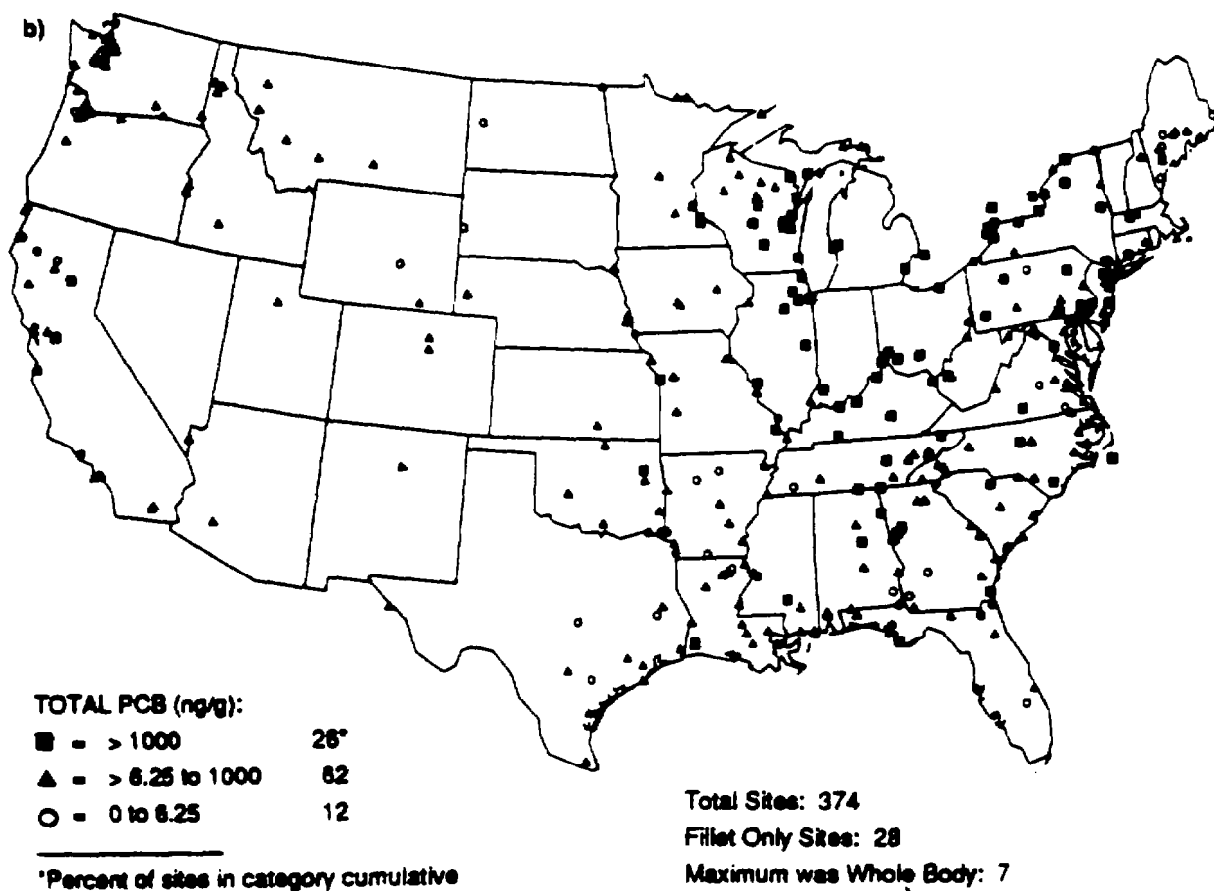 b)
TOTAL PCB (ng/g):
■ = > 1000 26*
▲ = > 6.25 to 1000 62
○ = 0 to 6.25 12
*Percent of sites in category cumulative
Total Sites: 374
Fillet Only Sites: 28
Maximum was Whole Body: 7